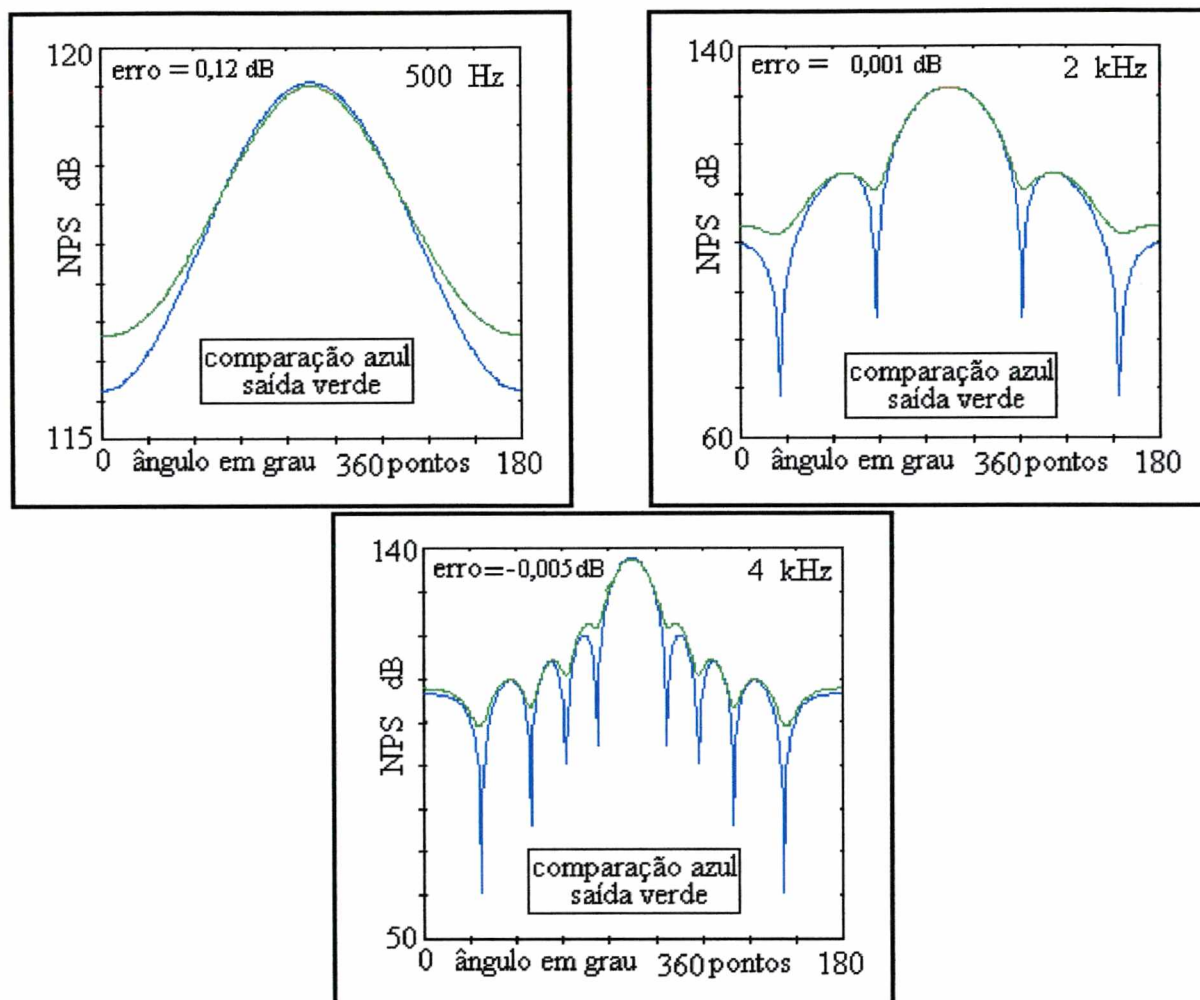 120
erro = 0,12 dB
500 Hz
NPS dB
comparação azul
saída verde
115
0 ângulo em grau 360 pontos 180
140
erro = 0,001 dB
2 kHz
NPS dB
comparação azul
saída verde
60
0 ângulo em grau 360 pontos 180
140
erro=-0,005 dB
4 kHz
NPS dB
comparação azul
saída verde
50
0 ângulo em grau 360 pontos 180